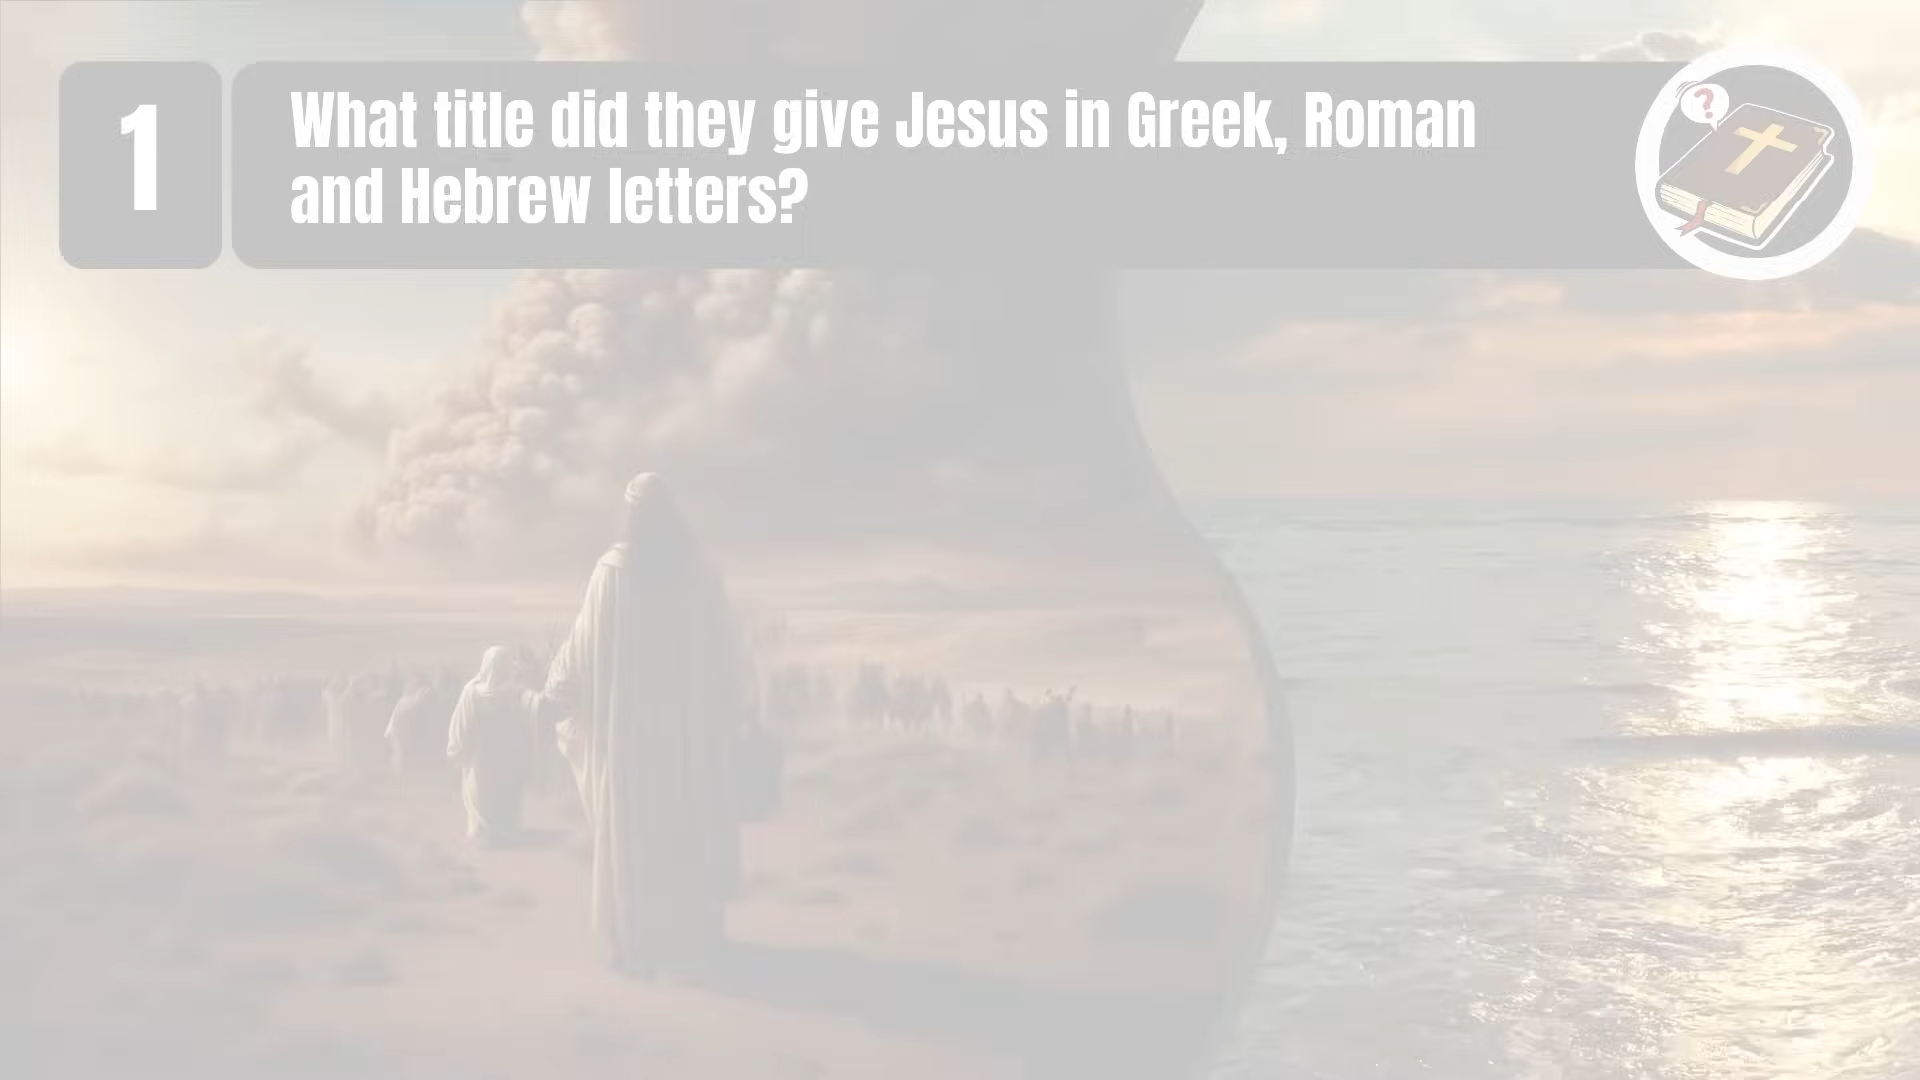 1
What title did they give Jesus in Greek, Roman
and Hebrew letters?
?